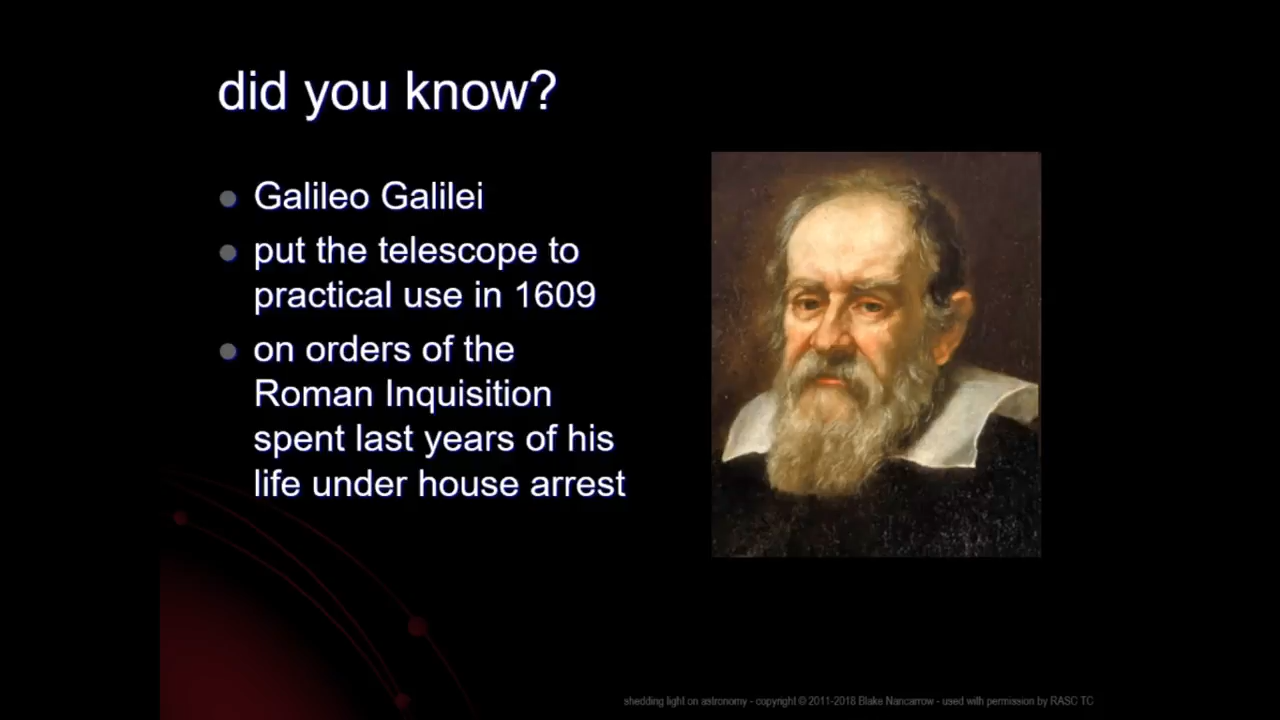 did you know?
Galileo Galilei
put the telescope to
practical use in 1609
on orders of the
Roman Inquisition
spent last years of his
life under house arrest
shedding light on astronomy - copyright © 2011-2018 Blake Nancarrow - used with permission by RASC TC